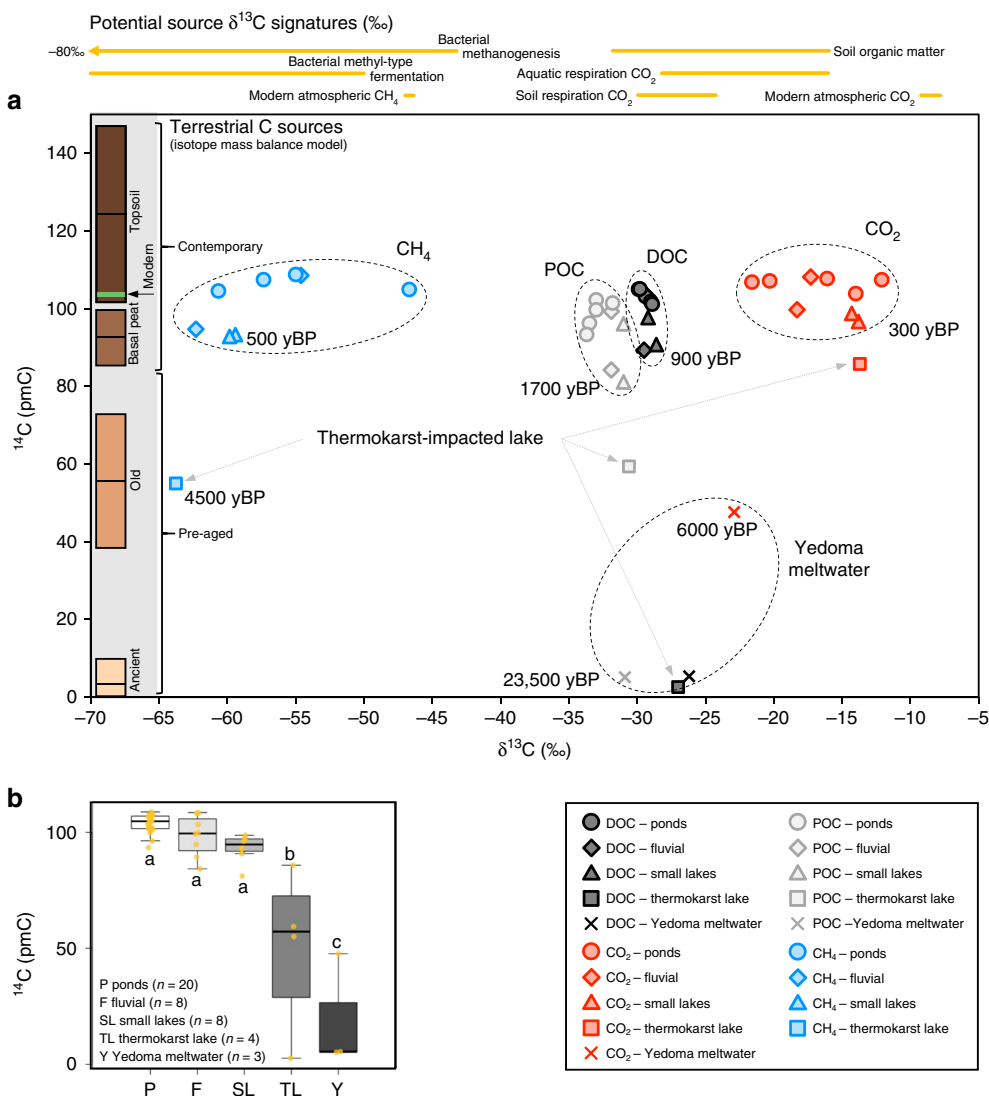 Potential source δ13C signatures (‰)
–80‰
Bacterial methanogenesis
Soil organic matter
Bacterial methyl-type fermentation
Aquatic respiration CO2
Modern atmospheric CH4
Soil respiration CO2
Modern atmospheric CO2
a
Terrestrial C sources
(isotope mass balance model)
14C (pmC)
140
120
100
80
60
40
20
0
Topsoil
Modern
Basal peat
Old
Ancient
Contemporary
Pre-aged
CH4
500 yBP
POC
DOC
CO2
1700 yBP
900 yBP
300 yBP
Thermokarst-impacted lake
4500 yBP
6000 yBP
Yedoma
meltwater
23,500 yBP
–70 –65 –60 –55 –50 –45 –40 –35 –30 –25 –20 –15 –10 –5
δ13C (‰)
b
14C (pmC)
100
50
0
a
a
a
b
c
P ponds (n = 20)
F fluvial (n = 8)
SL small lakes (n = 8)
TL thermokarst lake (n = 4)
Y Yedoma meltwater (n = 3)
P F SL TL Y
DOC – ponds
DOC – fluvial
DOC – small lakes
DOC – thermokarst lake
DOC – Yedoma meltwater
CO2 – ponds
CO2 – fluvial
CO2 – small lakes
CO2 – thermokarst lake
CO2 – Yedoma meltwater
POC – ponds
POC – fluvial
POC – small lakes
POC – thermokarst lake
POC – Yedoma meltwater
CH4 – ponds
CH4 – fluvial
CH4 – small lakes
CH4 – thermokarst lake